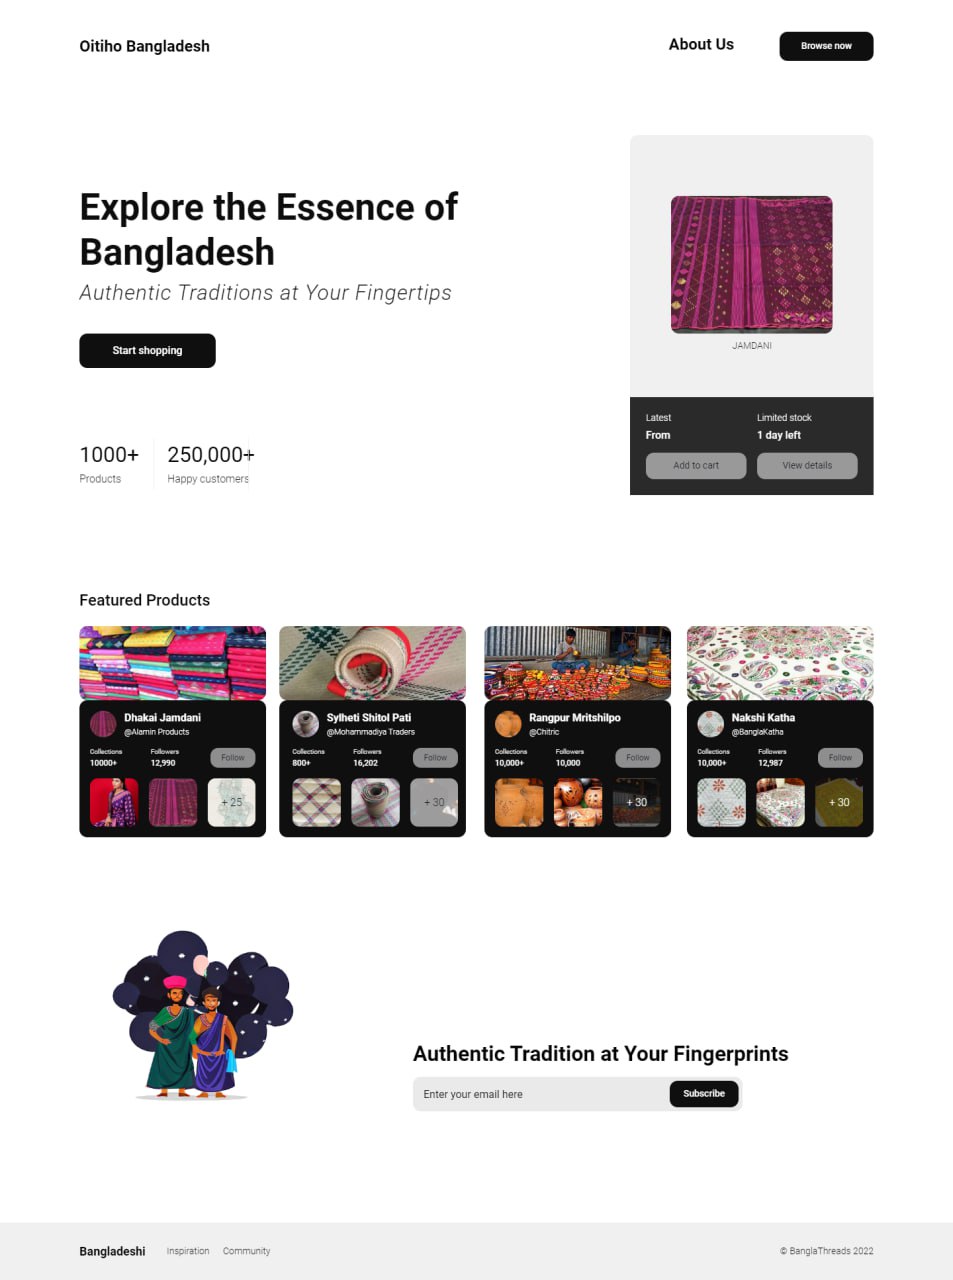 Oitiho Bangladesh
About Us
Browse now
Explore the Essence of
Bangladesh
Authentic Traditions at Your Fingertips
Start shopping
1000+
Products
250,000+
Happy customers
JAMDANI
Latest
From
Add to cart
Limited stock
1 day left
View details
Featured Products
Dhakai Jamdani
@Alamin Products
Collections
10000+
Followers
12,990
Follow
+ 25
Sylheti Shitol Pati
@Mohammadiya Traders
Collections
800+
Followers
16,202
Follow
+ 30
Rangpur Mritshilpo
@Chitric
Collections
10,000+
Followers
10,000
Follow
+ 30
Nakshi Katha
@BanglaKatha
Collections
10,000+
Followers
12,987
Follow
+ 30
Authentic Tradition at Your Fingerprints
Enter your email here
Subscribe
Bangladeshi
Inspiration
Community
© BanglaThreads 2022